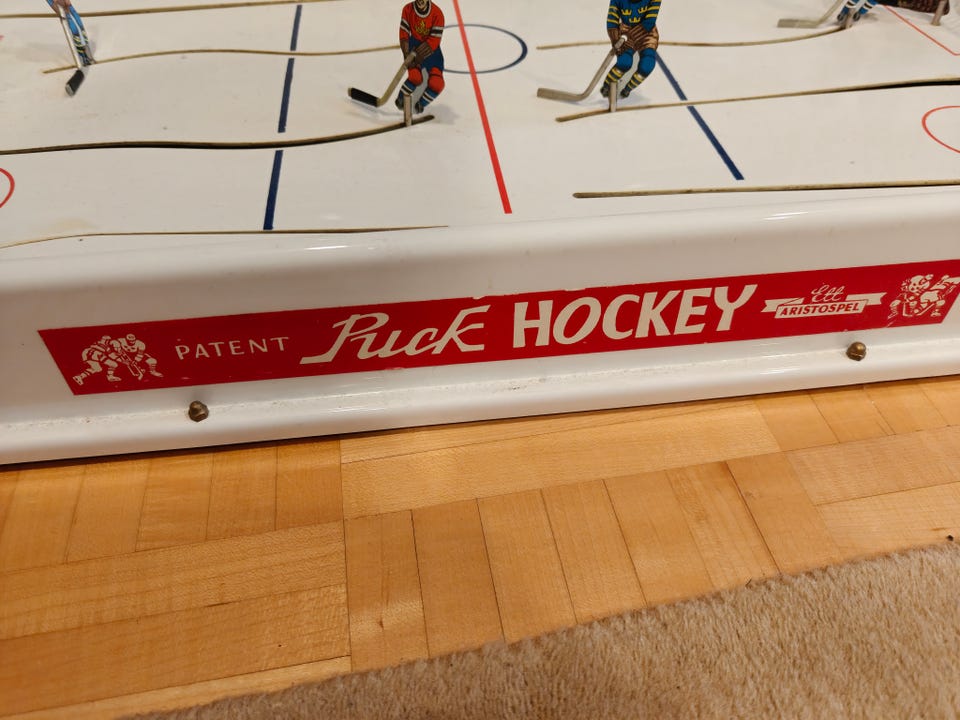 PATENT Puck HOCKEY Ett
ARISTOSPEL